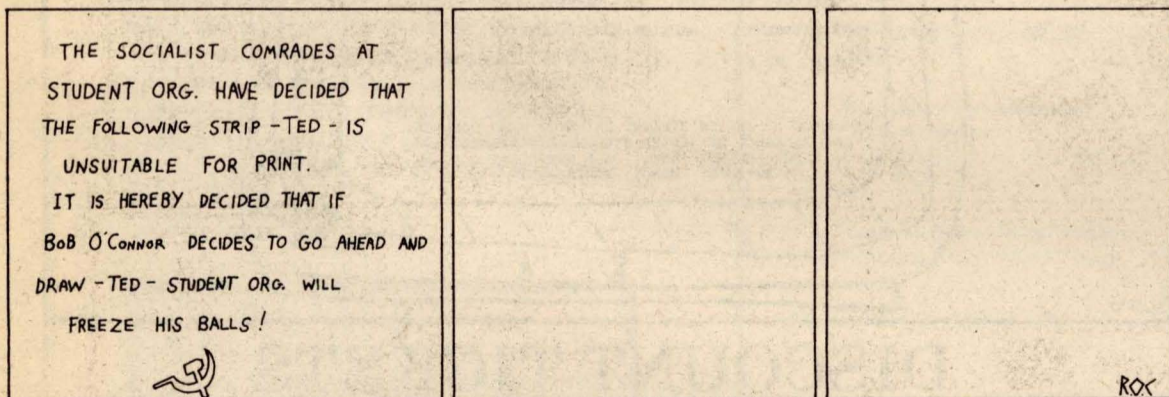 THE SOCIALIST COMRADES AT
STUDENT ORG. HAVE DECIDED THAT
THE FOLLOWING STRIP - TED - IS
UNSUITABLE FOR PRINT.
IT IS HEREBY DECIDED THAT IF
BOB O'CONNOR DECIDES TO GO AHEAD AND
DRAW - TED - STUDENT ORG. WILL
FREEZE HIS BALLS!
ROC